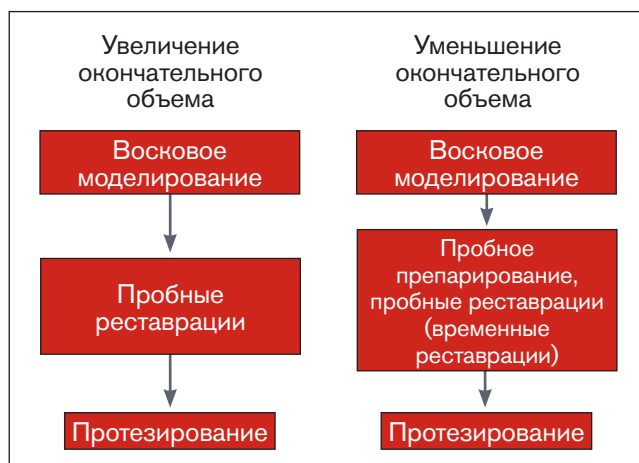 Увеличение
окончательного
объема
Восковое
моделирование
Пробные
реставрации
Протезирование
Уменьшение
окончательного
объема
Восковое
моделирование
Пробное
препарирование,
пробные реставрации
(временные
реставрации)
Протезирование